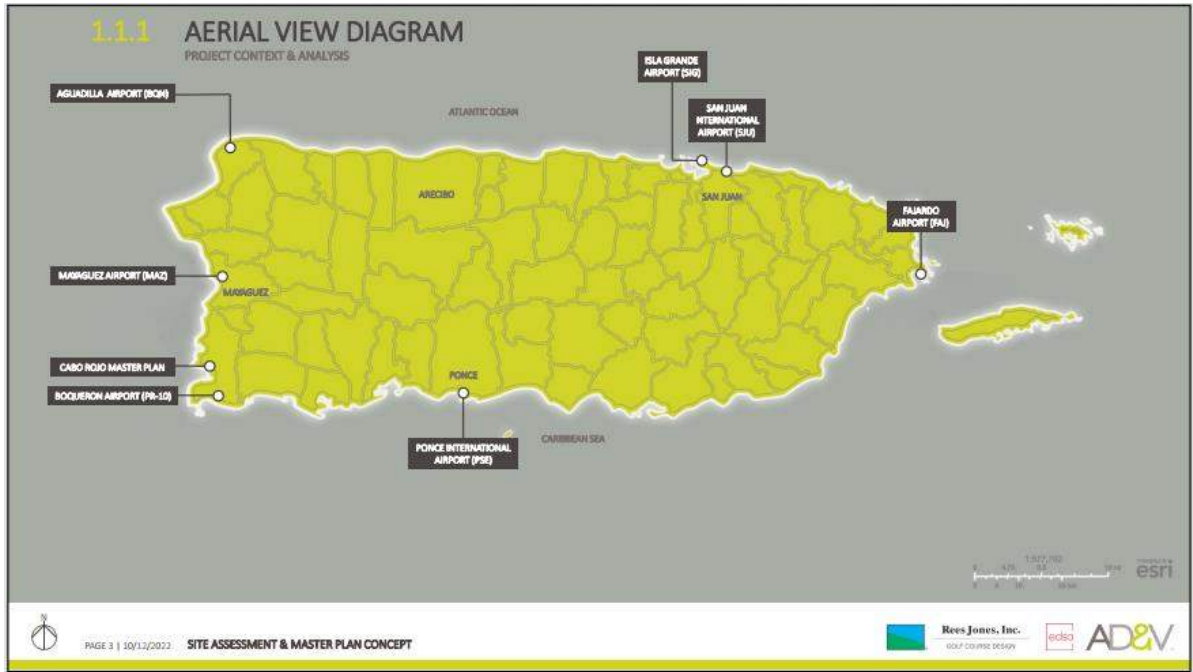 1.1.1 AERIAL VIEW DIAGRAM
PROJECT CONTEXT & ANALYSIS
ISLA GRANDE
AIRPORT (SIG)
AGUADILLA AIRPORT (BQN)
SAN JUAN
INTERNATIONAL
AIRPORT (SJU)
ATLANTIC OCEAN
ARECIBO
SAN JUAN
FAJARDO
AIRPORT (FAJ)
MAYAGUEZ AIRPORT (MAZ)
MAYAGUEZ
CABO ROJO MASTER PLAN
PONCE
BOQUERON AIRPORT (PR-10)
CARIBBEAN SEA
PONCE INTERNATIONAL
AIRPORT (PSE)
esri
N
PAGE 3 | 10/12/2022 SITE ASSESSMENT & MASTER PLAN CONCEPT
Rees Jones, Inc.
GOLF COURSE DESIGN
edsa
AD&V